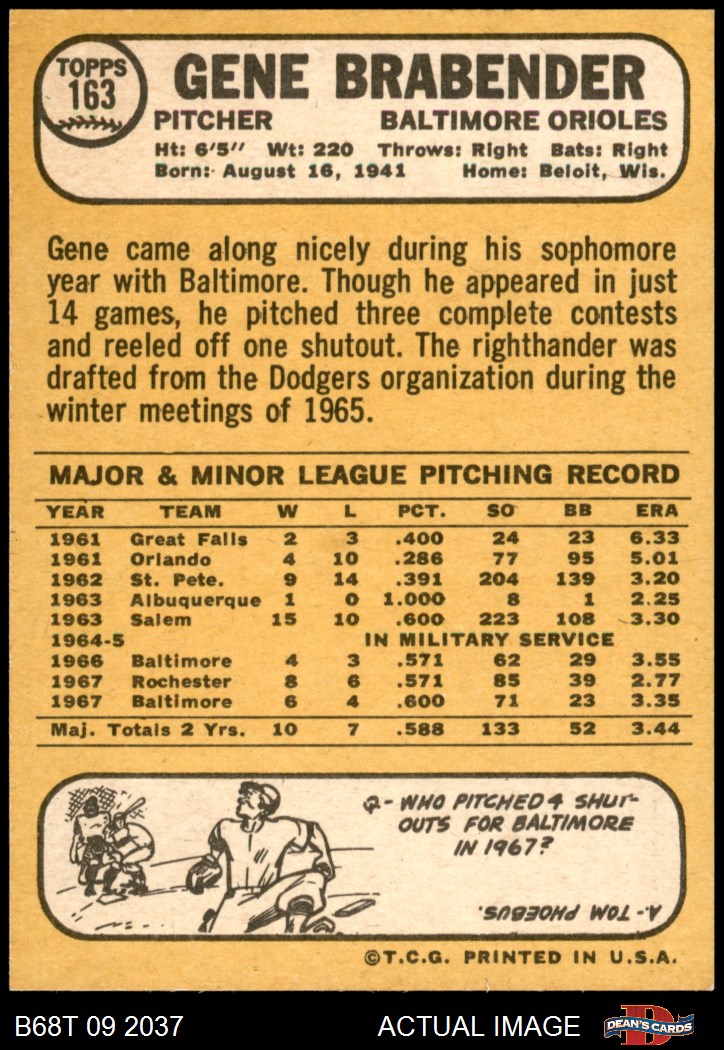 TOPPS
163
GENE BRABENDER
PITCHER BALTIMORE ORIOLES
Ht: 6'5" Wt: 220 Throws: Right Bats: Right
Born: August 16, 1941 Home: Beloit, Wis.
Gene came along nicely during his sophomore
year with Baltimore. Though he appeared in just
14 games, he pitched three complete contests
and reeled off one shutout. The righthander was
drafted from the Dodgers organization during the
winter meetings of 1965.
MAJOR & MINOR LEAGUE PITCHING RECORD
YEAR TEAM W L PCT. SO BB ERA
1961 Great Falls 2 3 .400 24 23 6.33
1961 Orlando 4 10 .286 77 95 5.01
1962 St. Pete. 9 14 .391 204 139 3.20
1963 Albuquerque 1 0 1.000 8 1 2.25
1963 Salem 15 10 .600 223 108 3.30
1964-5 IN MILITARY SERVICE
1966 Baltimore 4 3 .571 62 29 3.55
1967 Rochester 8 6 .571 85 39 2.77
1967 Baltimore 6 4 .600 71 23 3.35
Maj. Totals 2 Yrs. 10 7 .588 133 52 3.44
Q- WHO PITCHED 4 SHUT-
OUTS FOR BALTIMORE
IN 1967?
A- TOM PHOEBUS.
©T.C.G. PRINTED IN U.S.A.
B68T 09 2037 ACTUAL IMAGE
DEAN'S CARDS